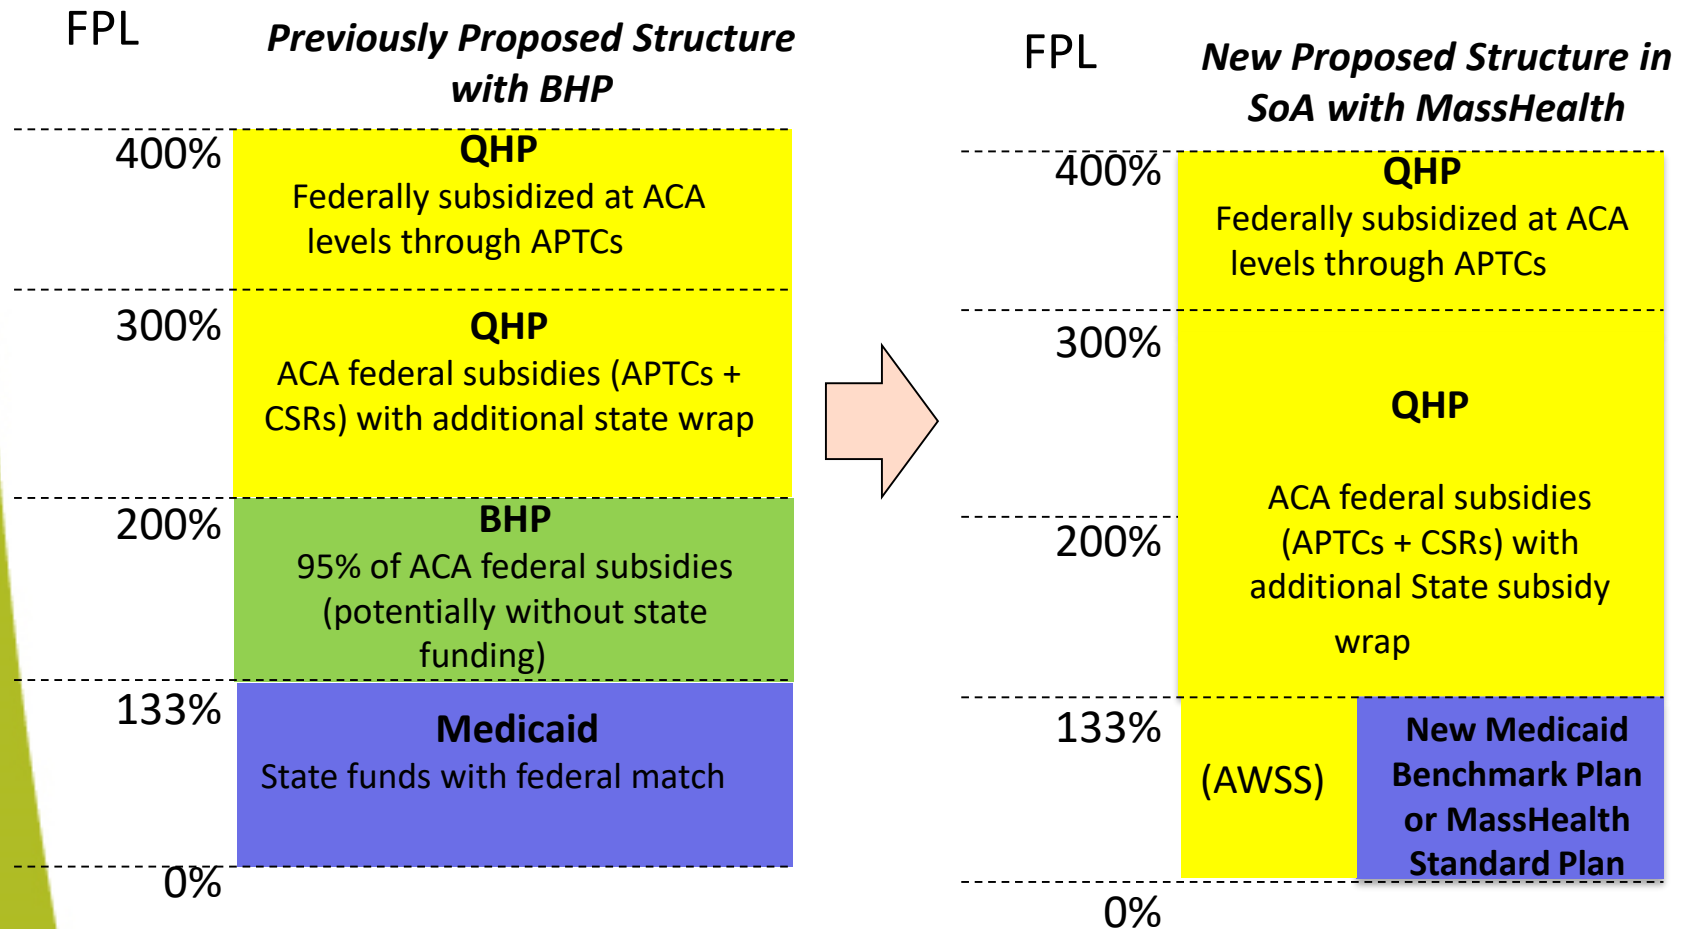 FPL
Previously Proposed Structure
with BHP
400%
QHP
Federally subsidized at ACA
levels through APTCs
300%
QHP
ACA federal subsidies (APTCs +
CSRs) with additional state wrap
200%
BHP
95% of ACA federal subsidies
(potentially without state
funding)
133%
Medicaid
State funds with federal match
0%
FPL
New Proposed Structure in
SoA with MassHealth
400%
QHP
Federally subsidized at ACA
levels through APTCs
300%
QHP
ACA federal subsidies
200%
(APTCs + CSRs) with
additional State subsidy
wrap
133%
(AWSS)
New Medicaid
Benchmark Plan
or MassHealth
Standard Plan
0%